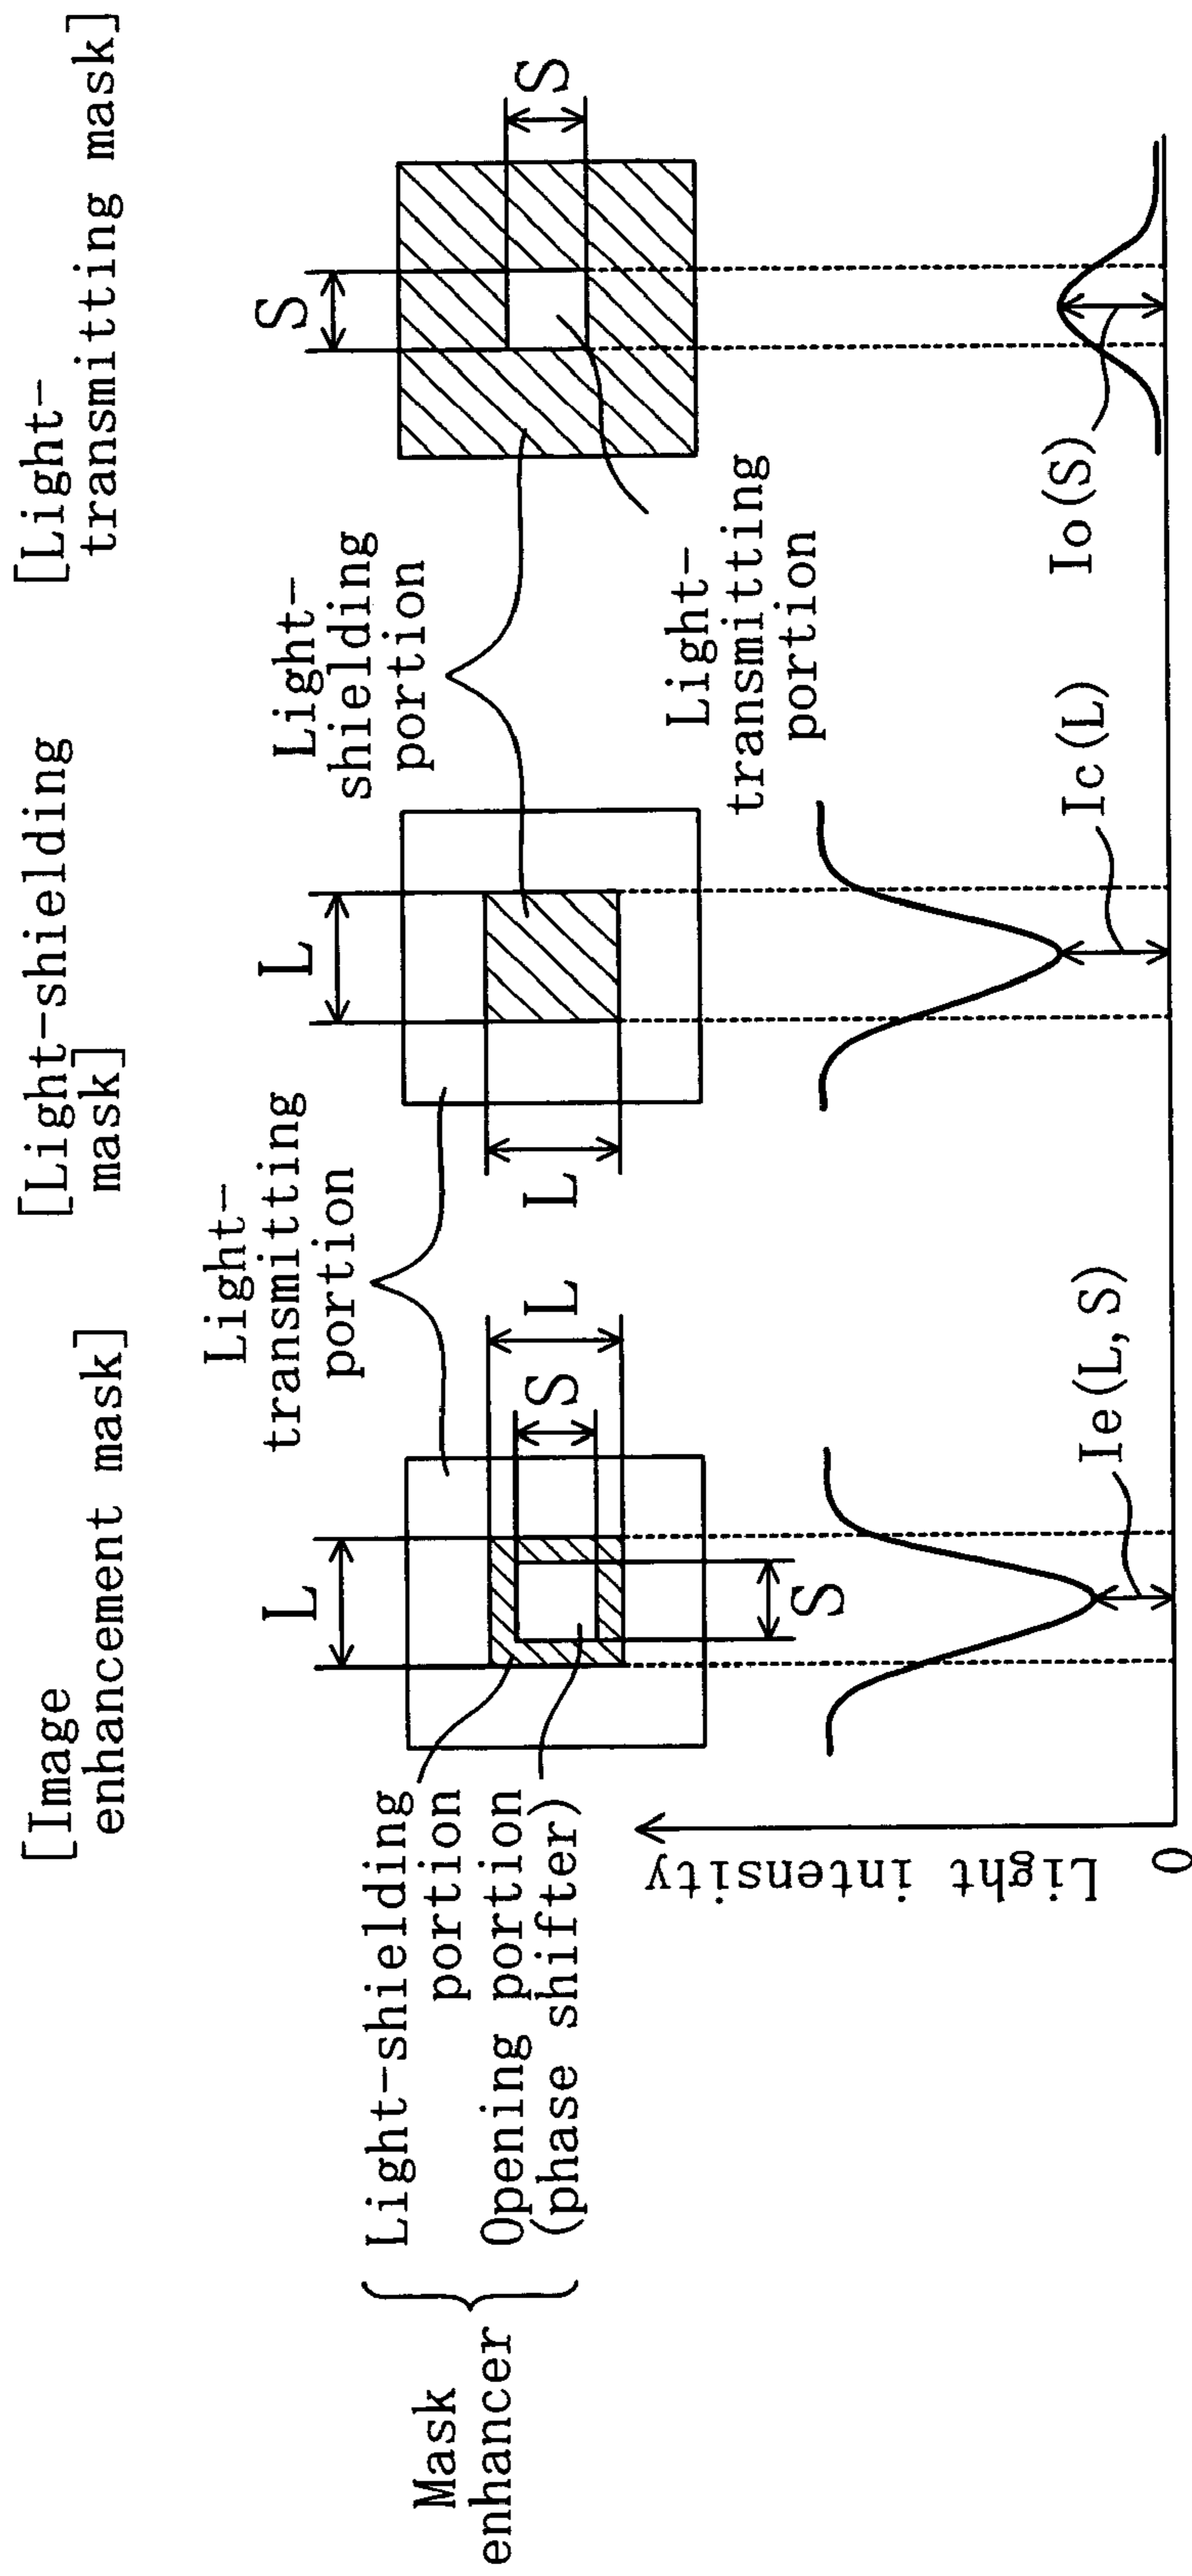 [Image
enhancement mask]
[Light-shielding
mask]
[Light-
transmitting mask]
Light-
transmitting
portion
Light-
shielding
portion
L
L
S
L
S
L
L
S
S
Mask
enhancer
Light-shielding
portion
Opening portion
(phase shifter)
Light-
transmitting
portion
Light intensity
0
Ie(L,S)
Ic(L)
Io(S)